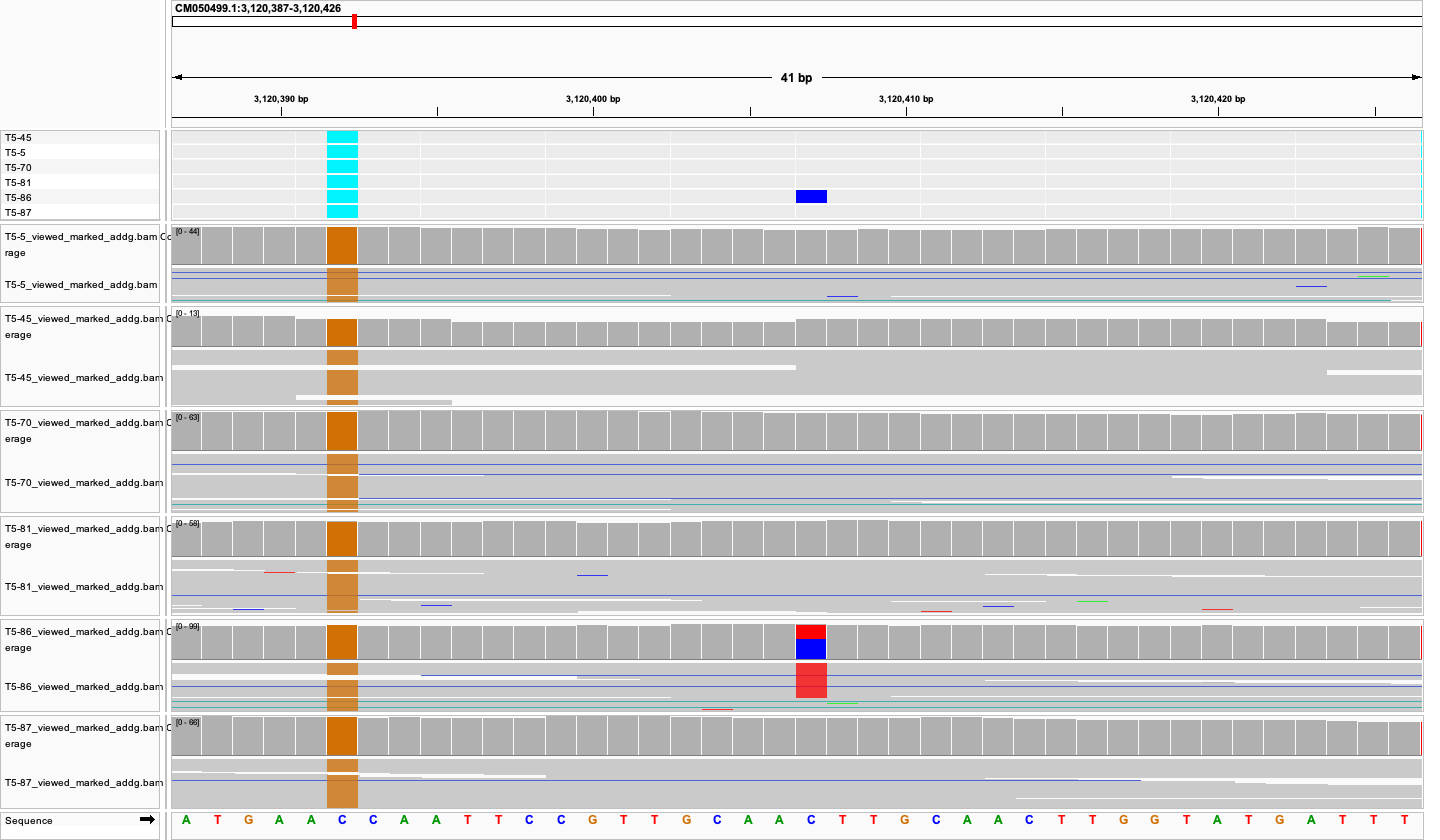 CM050499.1:3,120,387-3,120,426
41 bp
3,120,390 bp 3,120,400 bp 3,120,410 bp 3,120,420 bp
T5-45
T5-5
T5-70
T5-81
T5-86
T5-87
T5-5_viewed_marked_addg.bam Co
rage
[0 - 44]
T5-5_viewed_marked_addg.bam
T5-45_viewed_marked_addg.bam C
erage
[0 - 13]
T5-45_viewed_marked_addg.bam
T5-70_viewed_marked_addg.bam C
erage
[0 - 63]
T5-70_viewed_marked_addg.bam
T5-81_viewed_marked_addg.bam C
erage
[0 - 58]
T5-81_viewed_marked_addg.bam
T5-86_viewed_marked_addg.bam C
erage
[0 - 99]
T5-86_viewed_marked_addg.bam
T5-87_viewed_marked_addg.bam C
erage
[0 - 66]
T5-87_viewed_marked_addg.bam
Sequence A T G A A C C A A T T C C G T T G C A A C T T G C A A C T T G G T A T G A T T T